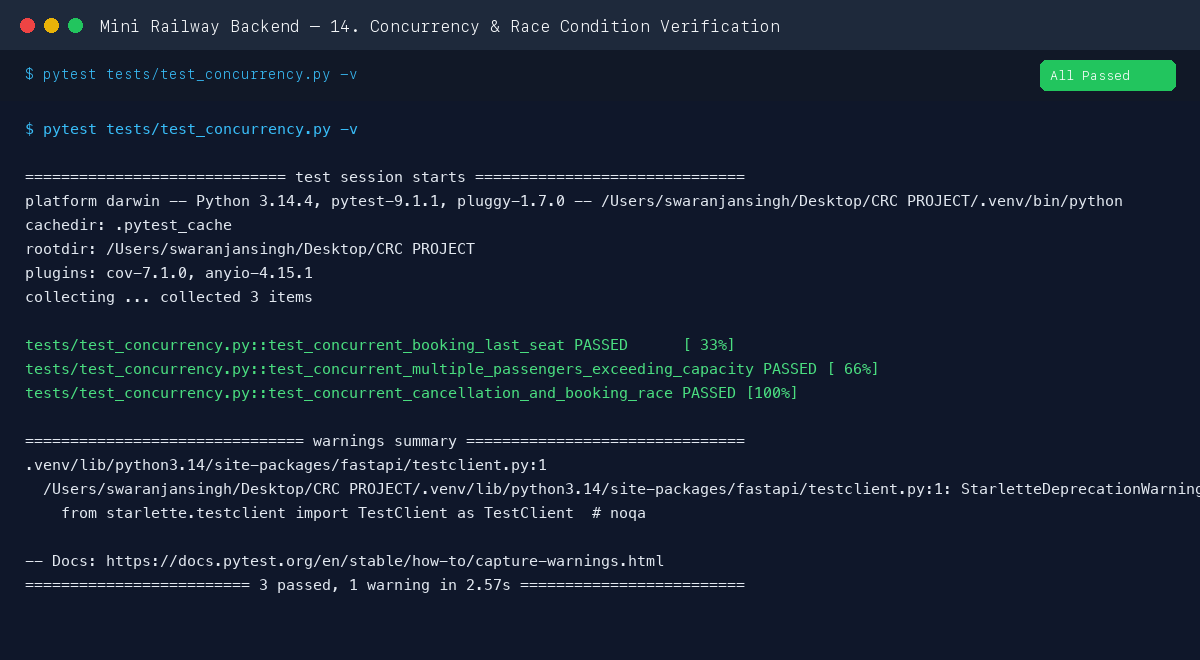 Mini Railway Backend — 14. Concurrency & Race Condition Verification
$ pytest tests/test_concurrency.py -v
All Passed
$ pytest tests/test_concurrency.py -v
============================= test session starts ==============================
platform darwin -- Python 3.14.4, pytest-9.1.1, pluggy-1.7.0 -- /Users/swaranjansingh/Desktop/CRC PROJECT/.venv/bin/python
cachedir: .pytest_cache
rootdir: /Users/swaranjansingh/Desktop/CRC PROJECT
plugins: cov-7.1.0, anyio-4.15.1
collecting ... collected 3 items
tests/test_concurrency.py::test_concurrent_booking_last_seat PASSED      [ 33%]
tests/test_concurrency.py::test_concurrent_multiple_passengers_exceeding_capacity PASSED [ 66%]
tests/test_concurrency.py::test_concurrent_cancellation_and_booking_race PASSED [100%]
=============================== warnings summary ===============================
.venv/lib/python3.14/site-packages/fastapi/testclient.py:1
  /Users/swaranjansingh/Desktop/CRC PROJECT/.venv/lib/python3.14/site-packages/fastapi/testclient.py:1: StarletteDeprecationWarning
    from starlette.testclient import TestClient as TestClient  # noqa
-- Docs: https://docs.pytest.org/en/stable/how-to/capture-warnings.html
========================= 3 passed, 1 warning in 2.57s =========================